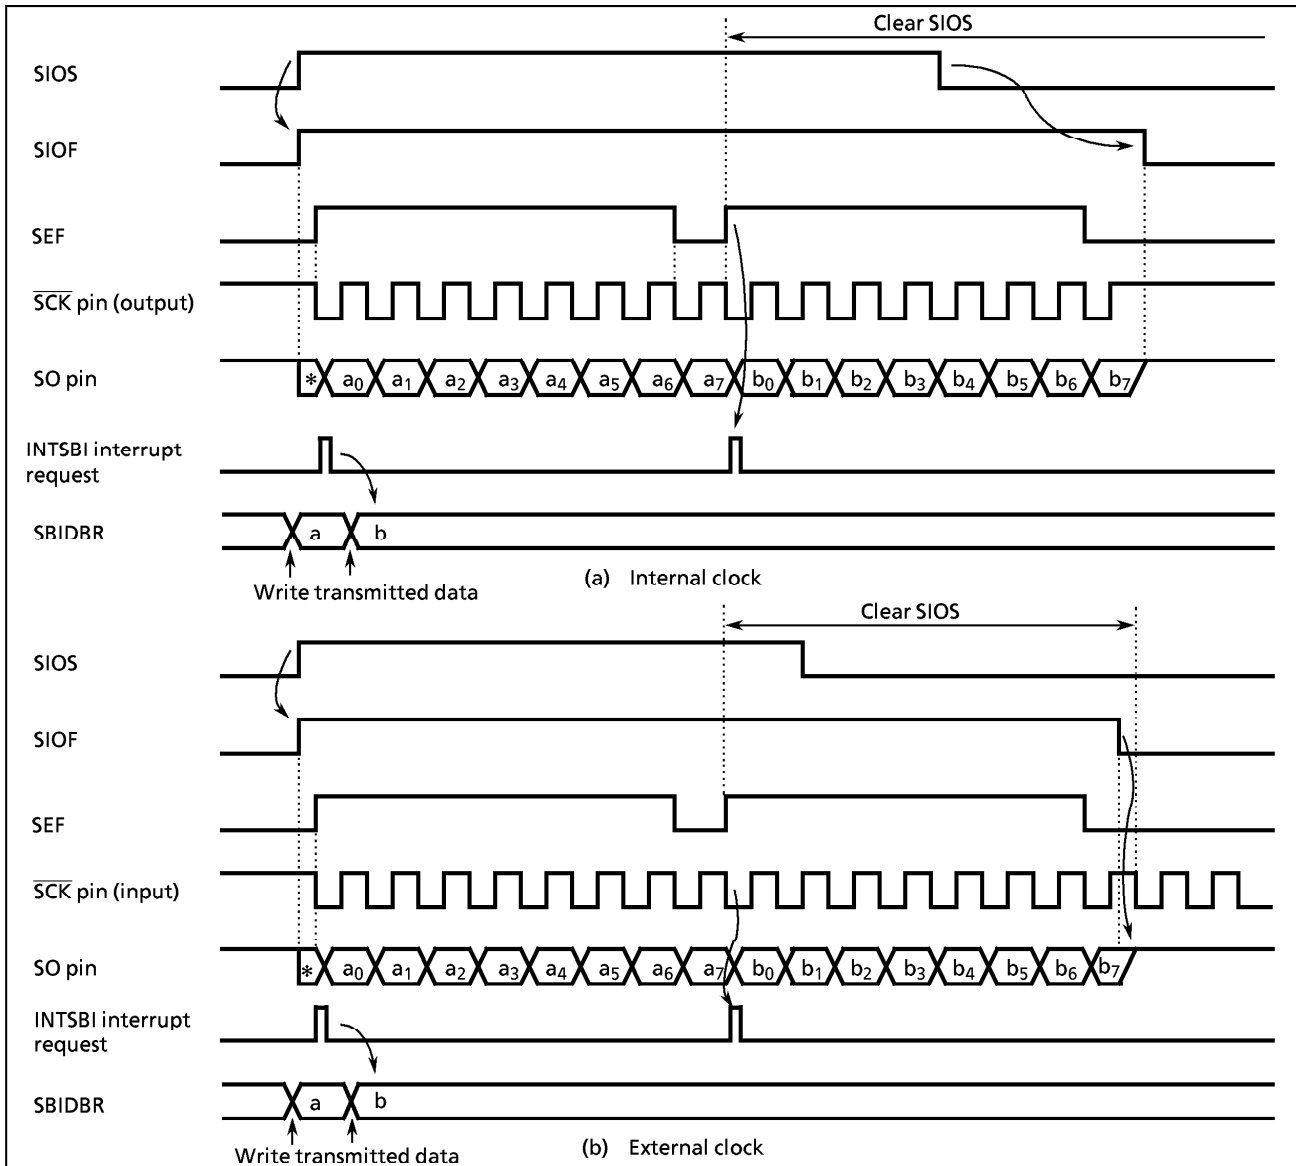 Clear SIOS
SIOS
SIOF
SEF
SCK pin (output)
SO pin
* a0 a1 a2 a3 a4 a5 a6 a7 b0 b1 b2 b3 b4 b5 b6 b7
INTSBI interrupt
request
SBIDBR
a b
Write transmitted data
(a) Internal clock
Clear SIOS
SIOS
SIOF
SEF
SCK pin (input)
SO pin
* a0 a1 a2 a3 a4 a5 a6 a7 b0 b1 b2 b3 b4 b5 b6 b7
INTSBI interrupt
request
SBIDBR
a b
Write transmitted data
(b) External clock